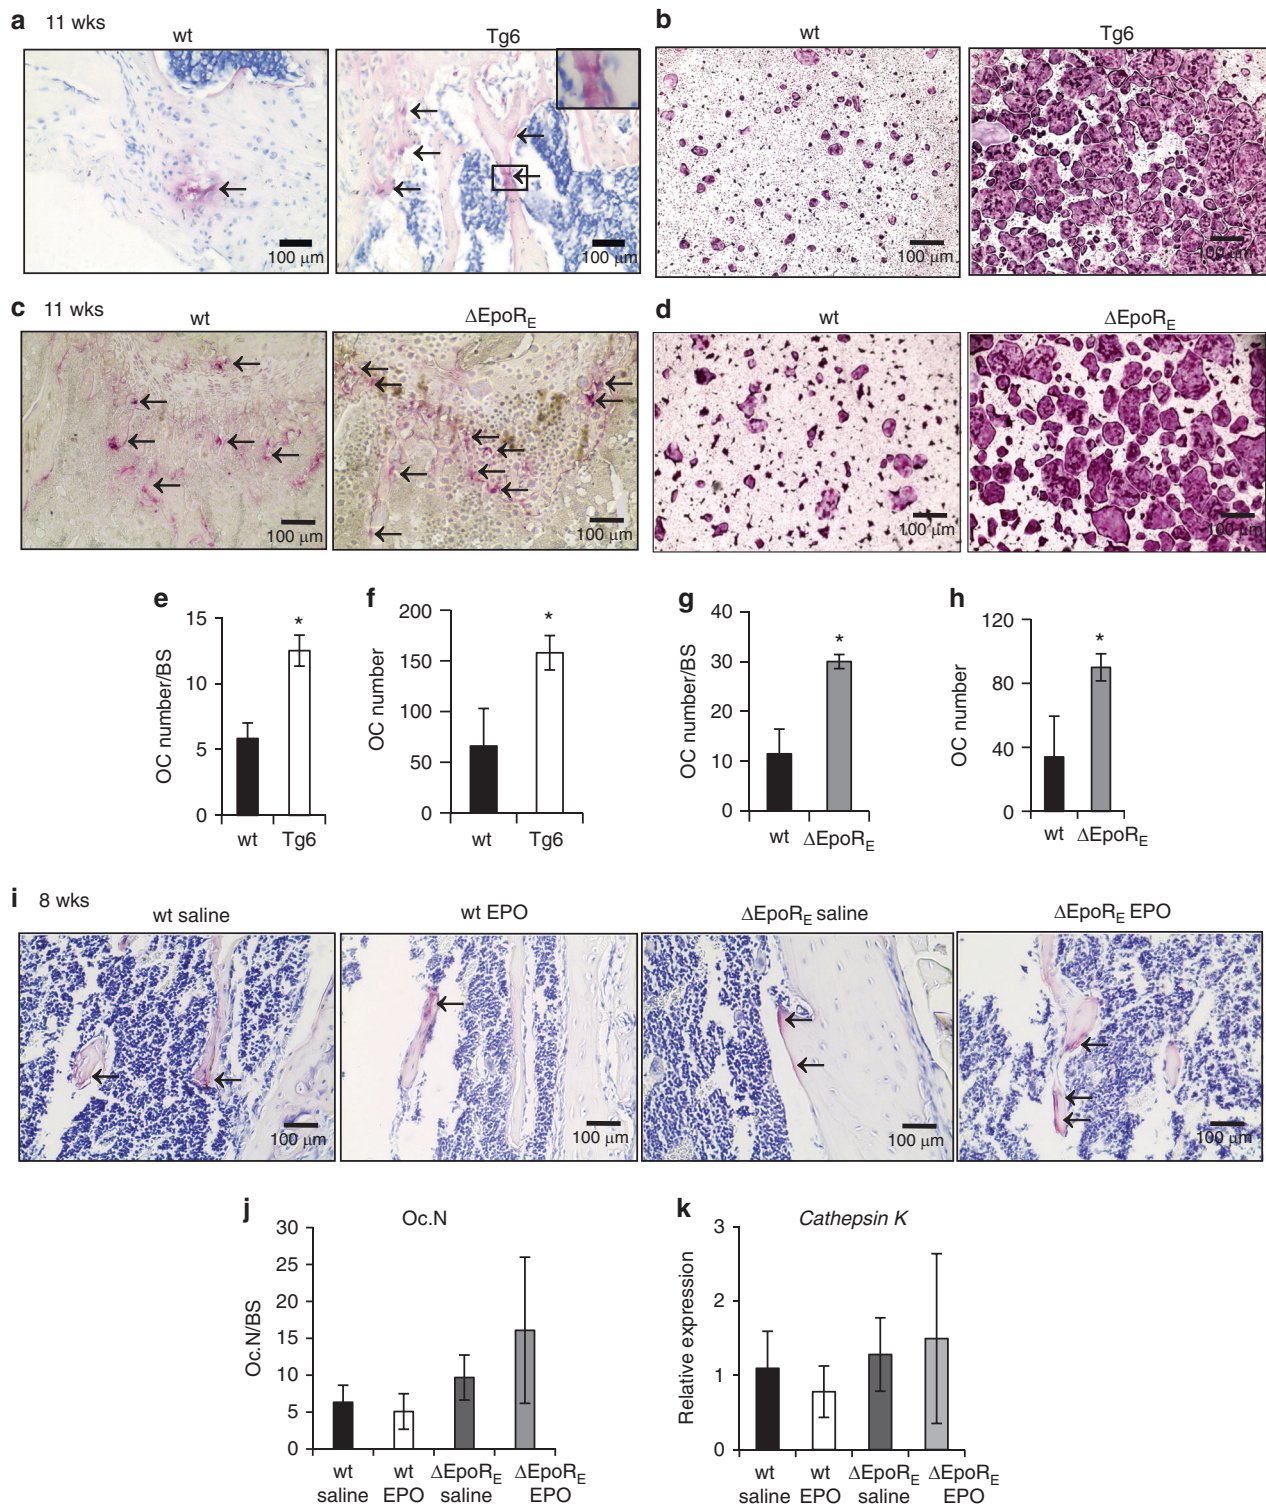 a 11 wks
wt
Tg6
100 μm
100 μm
b
wt
Tg6
100 μm
100 μm
c 11 wks
wt
ΔEpoR_E
100 μm
100 μm
d
wt
ΔEpoR_E
100 μm
100 μm
e
OC number/BS
15
10
5
0
*
wt Tg6
f
OC number
200
150
100
50
0
*
wt Tg6
g
OC number/BS
40
30
20
10
0
*
wt ΔEpoR_E
h
OC number
120
80
40
0
*
wt ΔEpoR_E
i 8 wks
wt saline
wt EPO
ΔEpoR_E saline
ΔEpoR_E EPO
100 μm
100 μm
100 μm
100 μm
j
Oc.N
Oc.N/BS
30
25
20
15
10
5
0
wt saline
wt EPO
ΔEpoR_E saline
ΔEpoR_E EPO
k
Cathepsin K
Relative expression
3
2
1
0
wt saline
wt EPO
ΔEpoR_E saline
ΔEpoR_E EPO